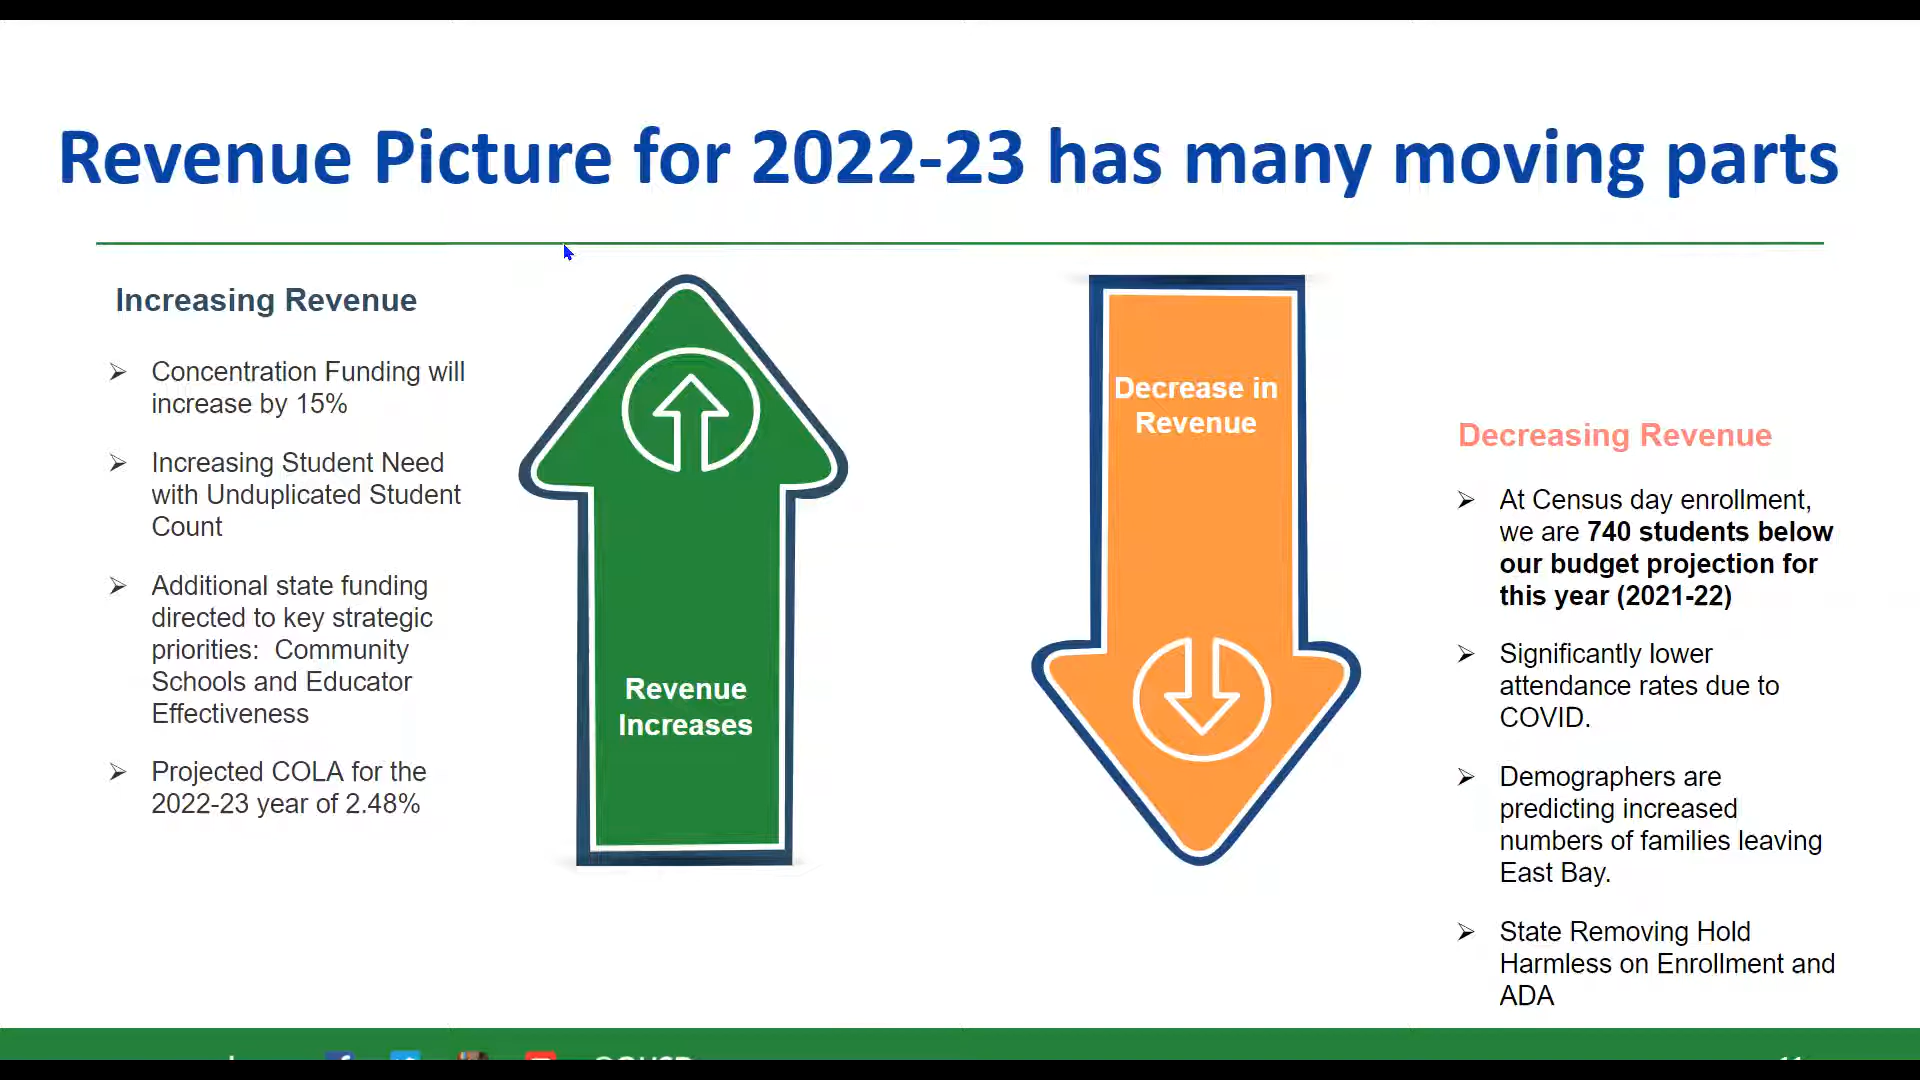 Revenue Picture for 2022-23 has many moving parts
Increasing Revenue
➢ Concentration Funding will
increase by 15%
➢ Increasing Student Need
with Unduplicated Student
Count
➢ Additional state funding
directed to key strategic
priorities:  Community
Schools and Educator
Effectiveness
➢ Projected COLA for the
2022-23 year of 2.48%
Revenue
Increases
Decrease in
Revenue
Decreasing Revenue
➢ At Census day enrollment,
we are 740 students below
our budget projection for
this year (2021-22)
➢ Significantly lower
attendance rates due to
COVID.
➢ Demographers are
predicting increased
numbers of families leaving
East Bay.
➢ State Removing Hold
Harmless on Enrollment and
ADA